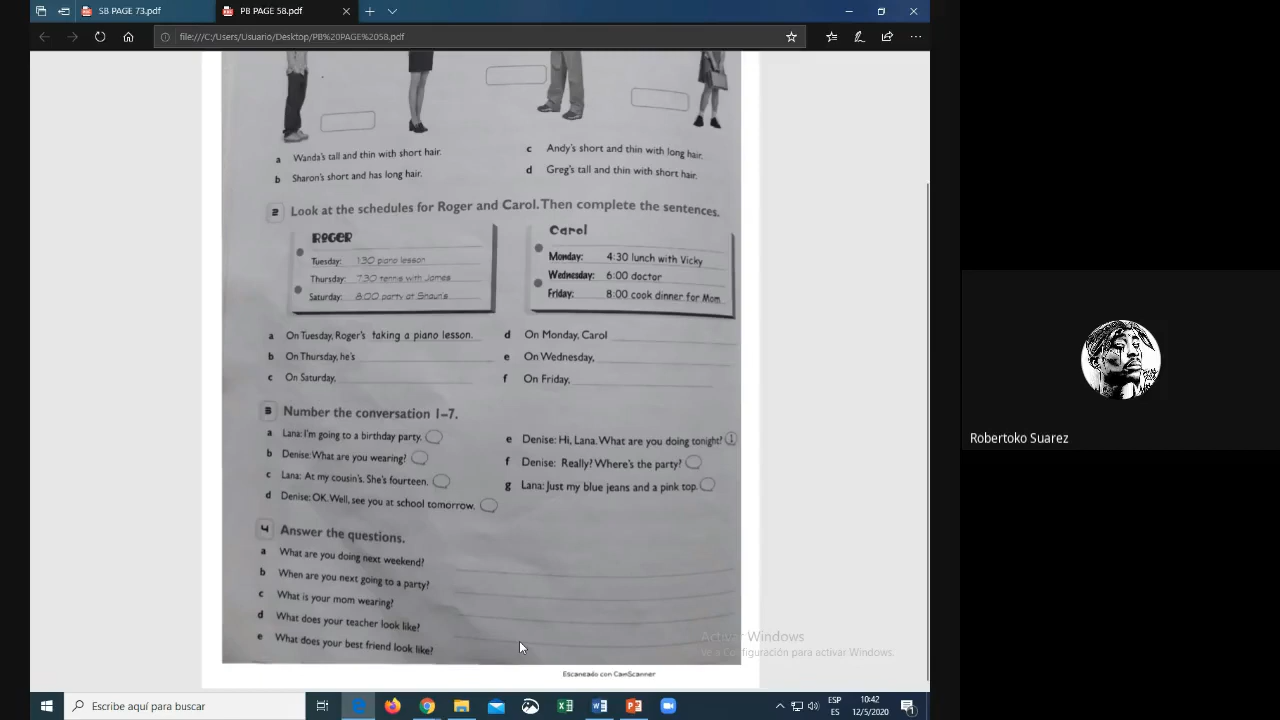 SB PAGE 73.pdf
PB PAGE 58.pdf
file:///C:/Users/Usuario/Desktop/PB%20PAGE%2058.pdf
a Wanda's tall and thin with short hair.
b Sharon's short and has long hair.
c Andy's short and thin with long hair.
d Greg's tall and thin with short hair.
2 Look at the schedules for Roger and Carol. Then complete the sentences.
ROGER
Tuesday: 1:30 piano lesson
Thursday: 7:30 tennis with James
Saturday: 8:00 party at Shaun's
Carol
Monday: 4:30 lunch with Vicky
Wednesday: 6:00 doctor
Friday: 8:00 cook dinner for Mom
a On Tuesday, Roger's taking a piano lesson.
b On Thursday, he's
c On Saturday,
d On Monday, Carol
e On Wednesday,
f On Friday,
3 Number the conversation 1–7.
a Lana: I'm going to a birthday party.
b Denise: What are you wearing?
c Lana: At my cousin's. She's fourteen.
d Denise: OK. Well, see you at school tomorrow.
e Denise: Hi, Lana. What are you doing tonight? 1
f Denise: Really? Where's the party?
g Lana: Just my blue jeans and a pink top.
4 Answer the questions.
a What are you doing next weekend?
b When are you next going to a party?
c What is your mom wearing?
d What does your teacher look like?
e What does your best friend look like?
Escaneado con CamScanner
Activar Windows
Ve a Configuración para activar Windows.
Robertoko Suarez
Escribe aquí para buscar
ESP
ES
10:42
12/5/2020
1